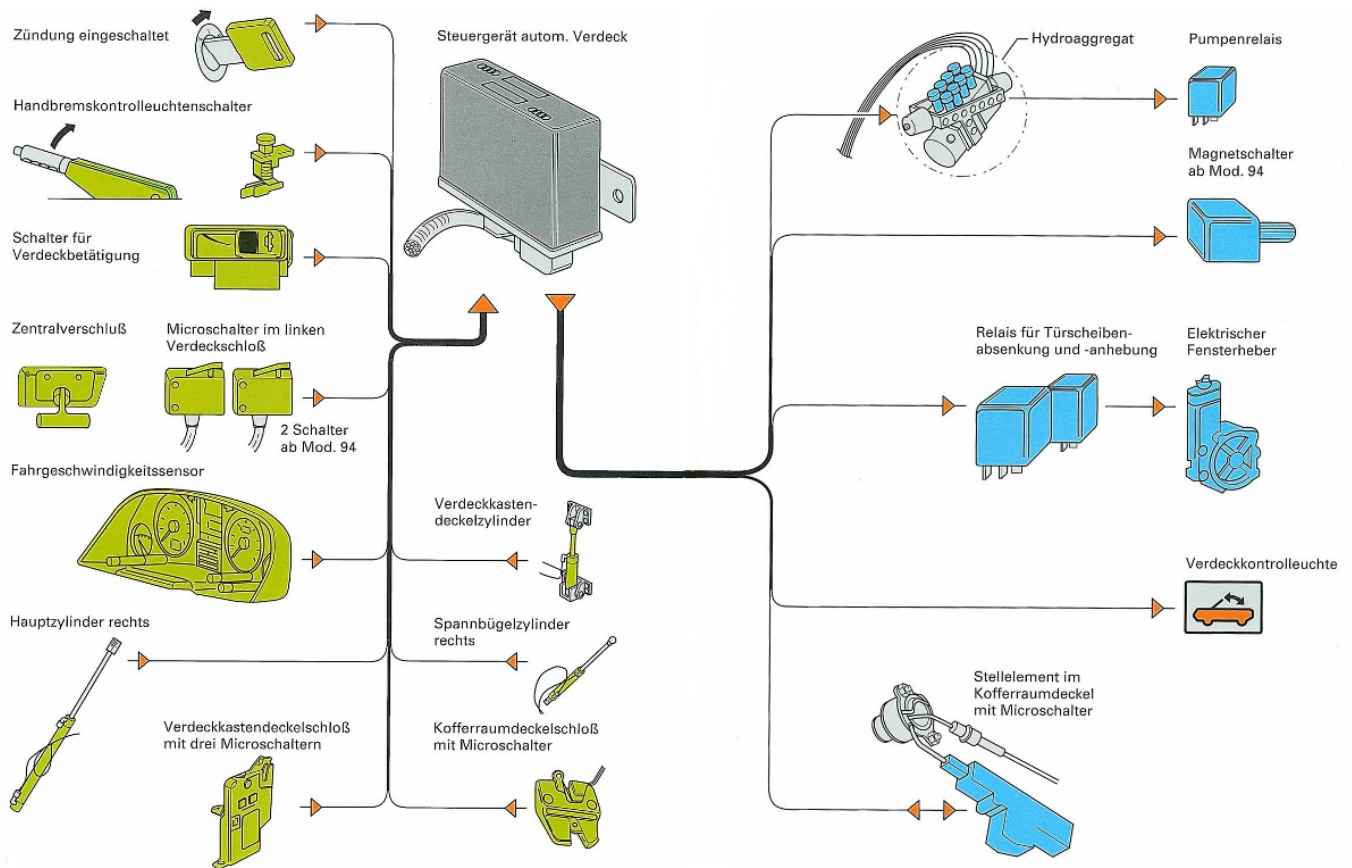 Zündung eingeschaltet
Steuergerät autom. Verdeck
Hydroaggregat
Pumpenrelais
Handbremskontrolleuchtenschalter
Magnetschalter
ab Mod. 94
Schalter für
Verdeckbetätigung
Zentralverschluß
Microschalter im linken
Verdeckschloß
2 Schalter
ab Mod. 94
Relais für Türscheiben-
absenkung und -anhebung
Elektrischer
Fensterheber
Fahrgeschwindigkeitssensor
Verdeckkasten-
deckelzylinder
Verdeckkontrolleuchte
Hauptzylinder rechts
Spannbügelzylinder
rechts
Stellelement im
Kofferraumdeckel
mit Microschalter
Verdeckkastendeckelschloß
mit drei Microschaltern
Kofferraumdeckelschloß
mit Microschalter